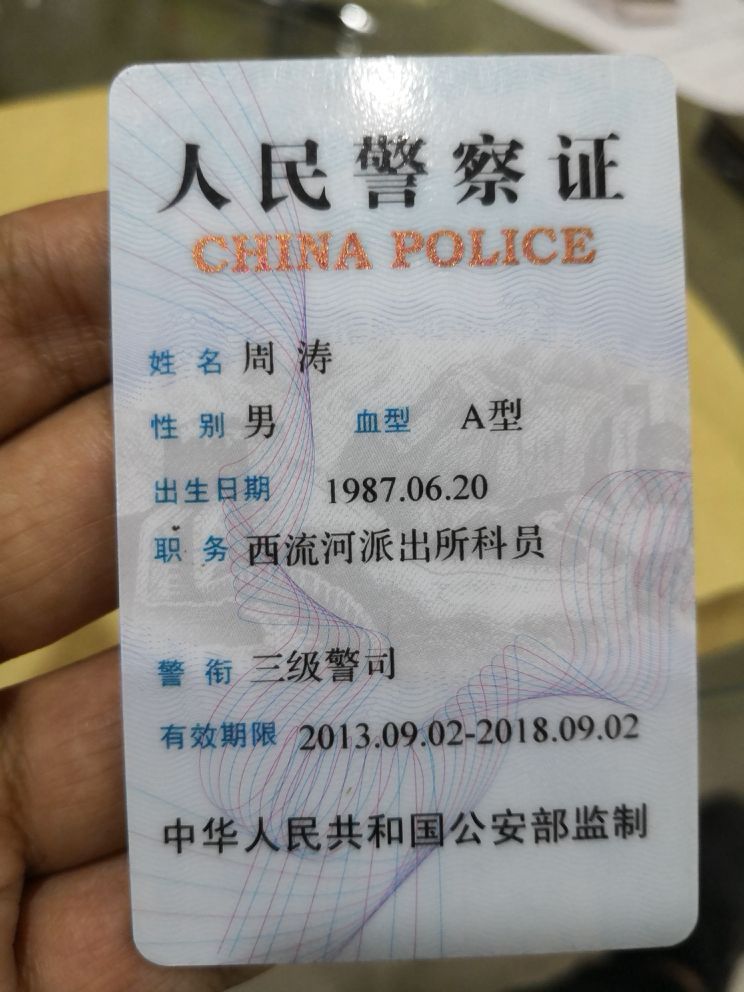 人民警察证
CHINA POLICE
姓名 周涛
性别 男 血型 A型
出生日期 1987.06.20
职务 西流河派出所科员
警衔 三级警司
有效期限 2013.09.02-2018.09.02
中华人民共和国公安部监制